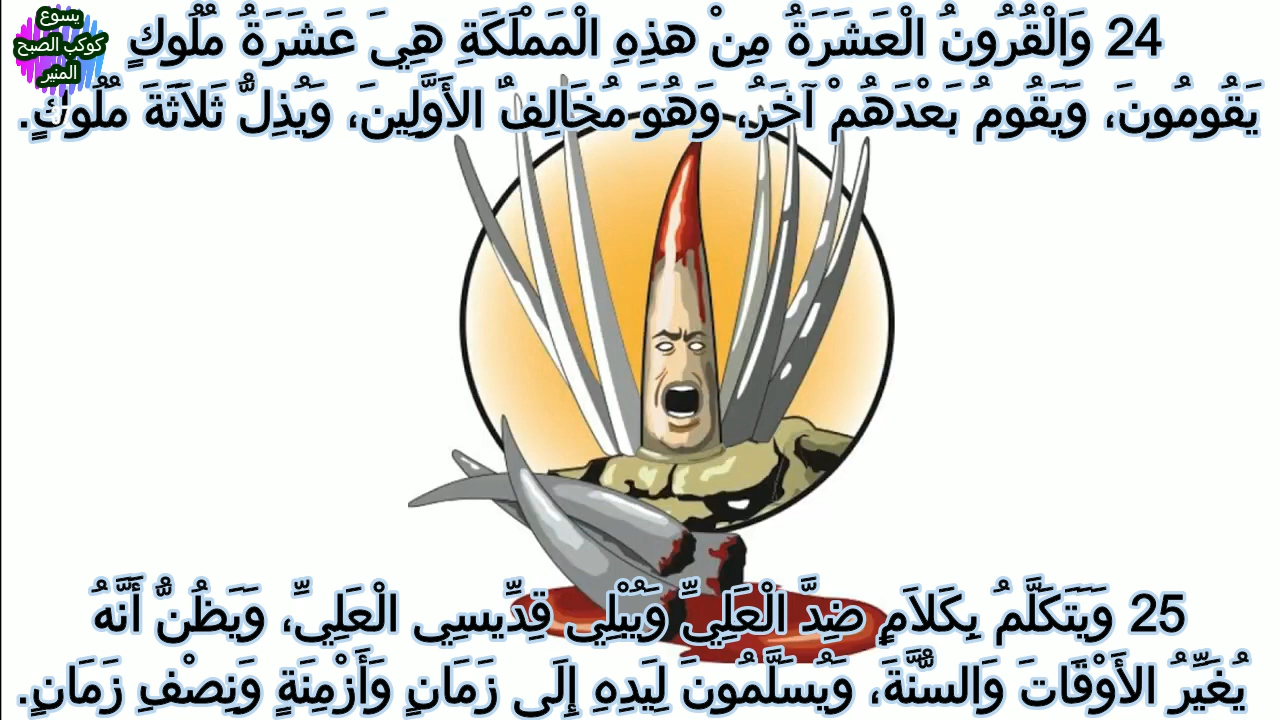 يسوع
كوكب الصبح
المنير
24 وَالْقُرُونُ الْعَشَرَةُ مِنْ هذِهِ الْمَمْلَكَةِ هِيَ عَشَرَةُ مُلُوكٍ
يَقُومُونَ، وَيَقُومُ بَعْدَهُمْ آخَرُ، وَهُوَ مُخَالِفٌ الأَوَّلِينَ، وَيُذِلُّ ثَلاَثَةَ مُلُوكٍ.
25 وَيَتَكَلَّمُ بِكَلاَمٍ ضِدَّ الْعَلِيِّ وَيُبْلِي قِدِّيسِي الْعَلِيِّ، وَيَظُنُّ أَنَّهُ
يُغَيِّرُ الأَوْقَاتَ وَالسُّنَّةَ، وَيُسَلَّمُونَ لِيَدِهِ إِلَى زَمَانٍ وَأَزْمِنَةٍ وَنِصْفِ زَمَانٍ.